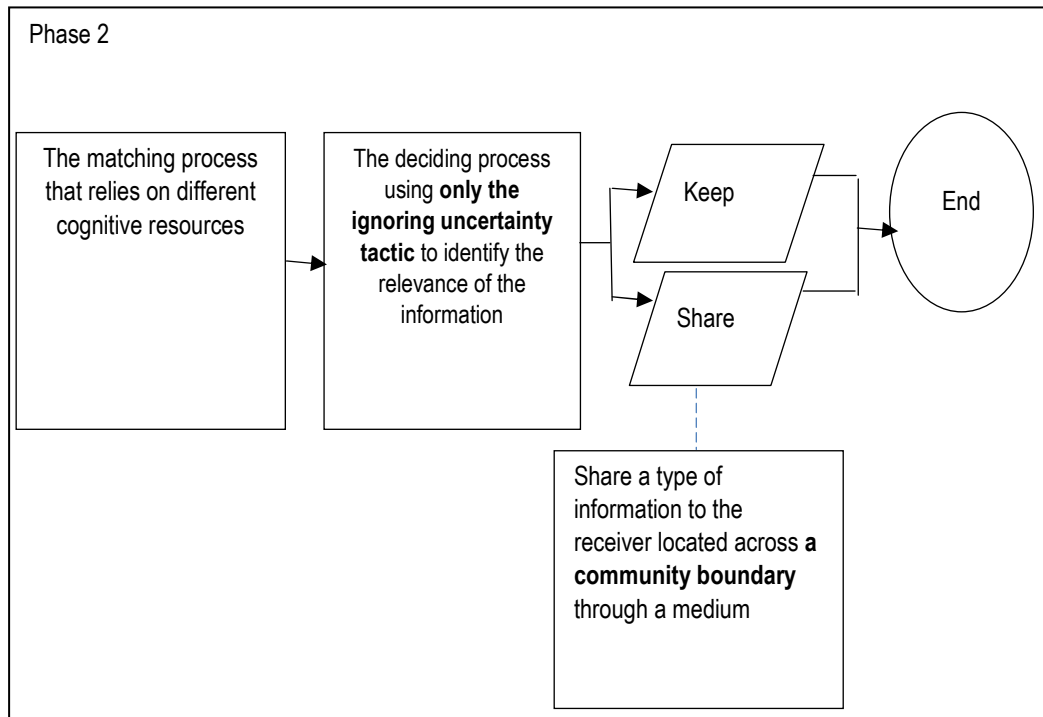 Phase 2
The matching process
that relies on different
cognitive resources
The deciding process
using only the
ignoring uncertainty
tactic to identify the
relevance of the
information
Keep
Share
End
Share a type of
information to the
receiver located across a
community boundary
through a medium